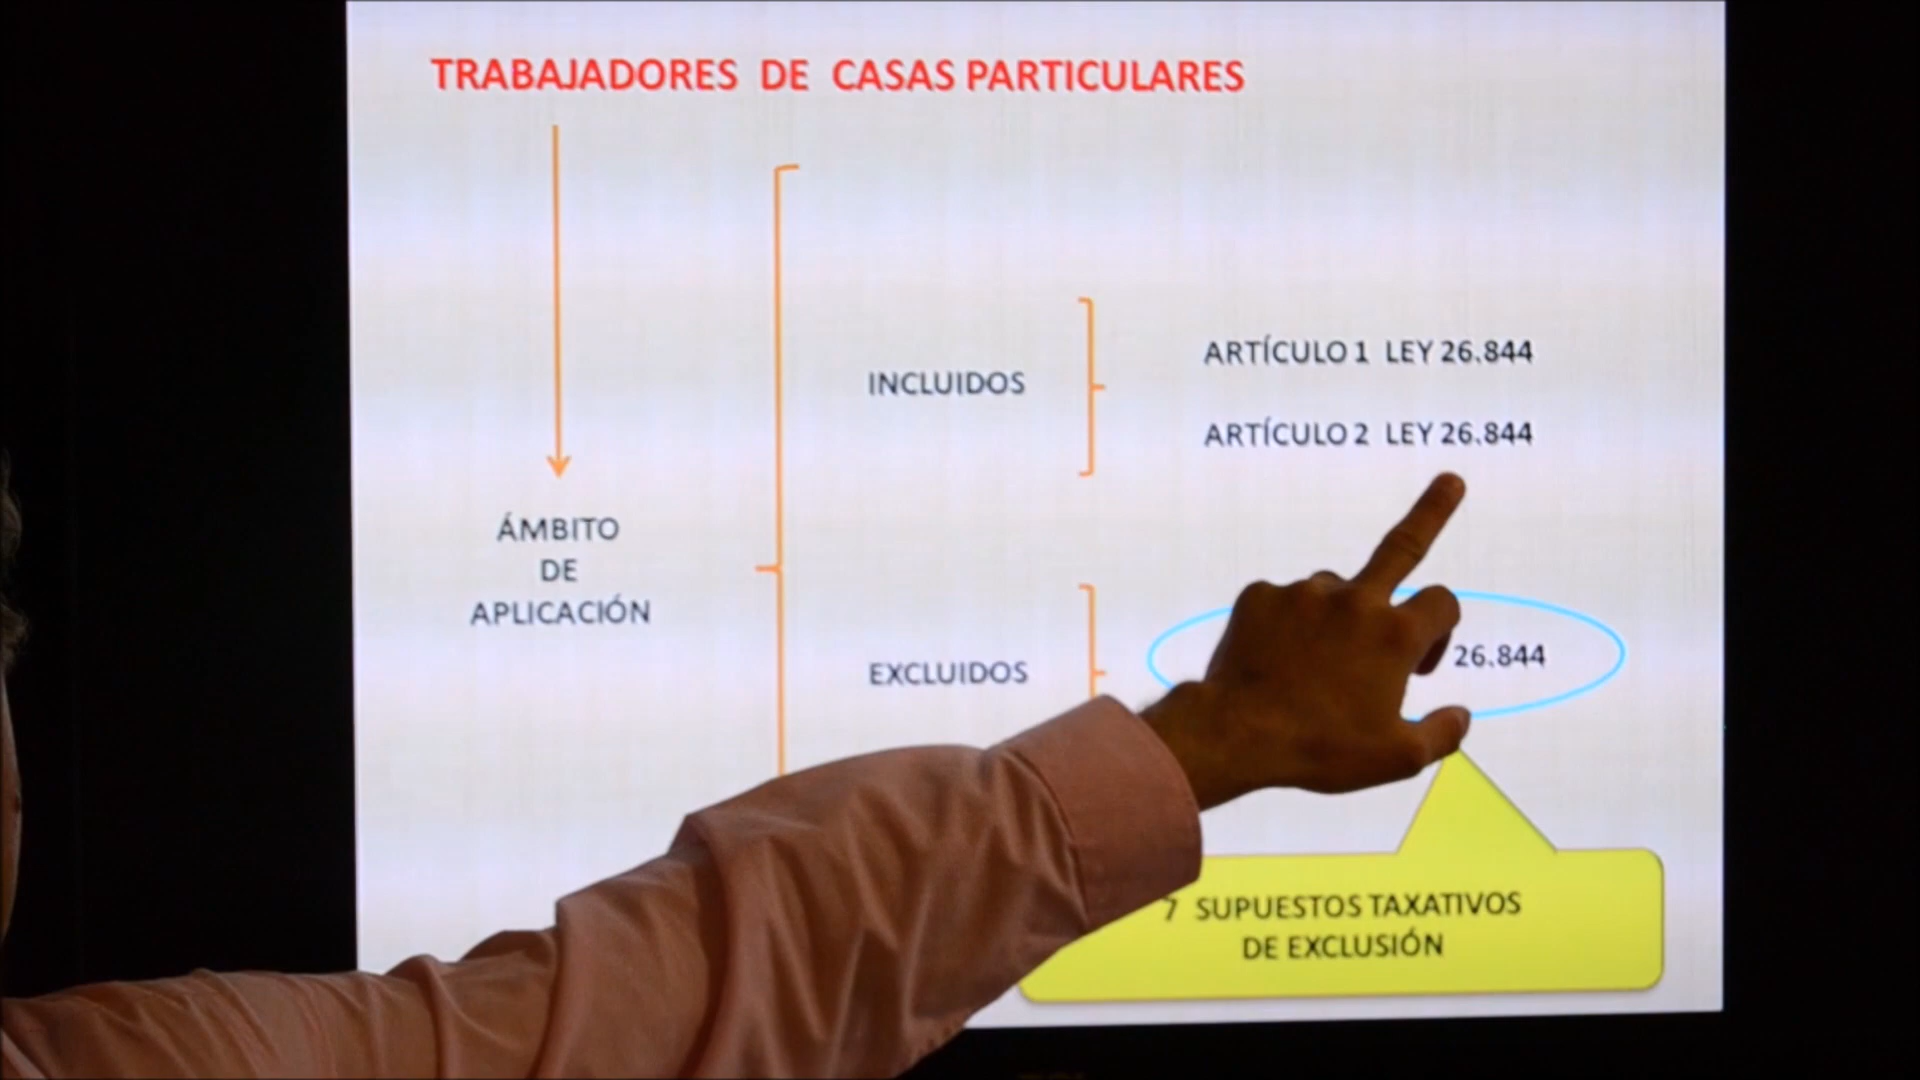 TRABAJADORES DE CASAS PARTICULARES
ÁMBITO
DE
APLICACIÓN
INCLUIDOS
ARTÍCULO 1 LEY 26.844
ARTÍCULO 2 LEY 26.844
EXCLUIDOS
26.844
7 SUPUESTOS TAXATIVOS
DE EXCLUSIÓN